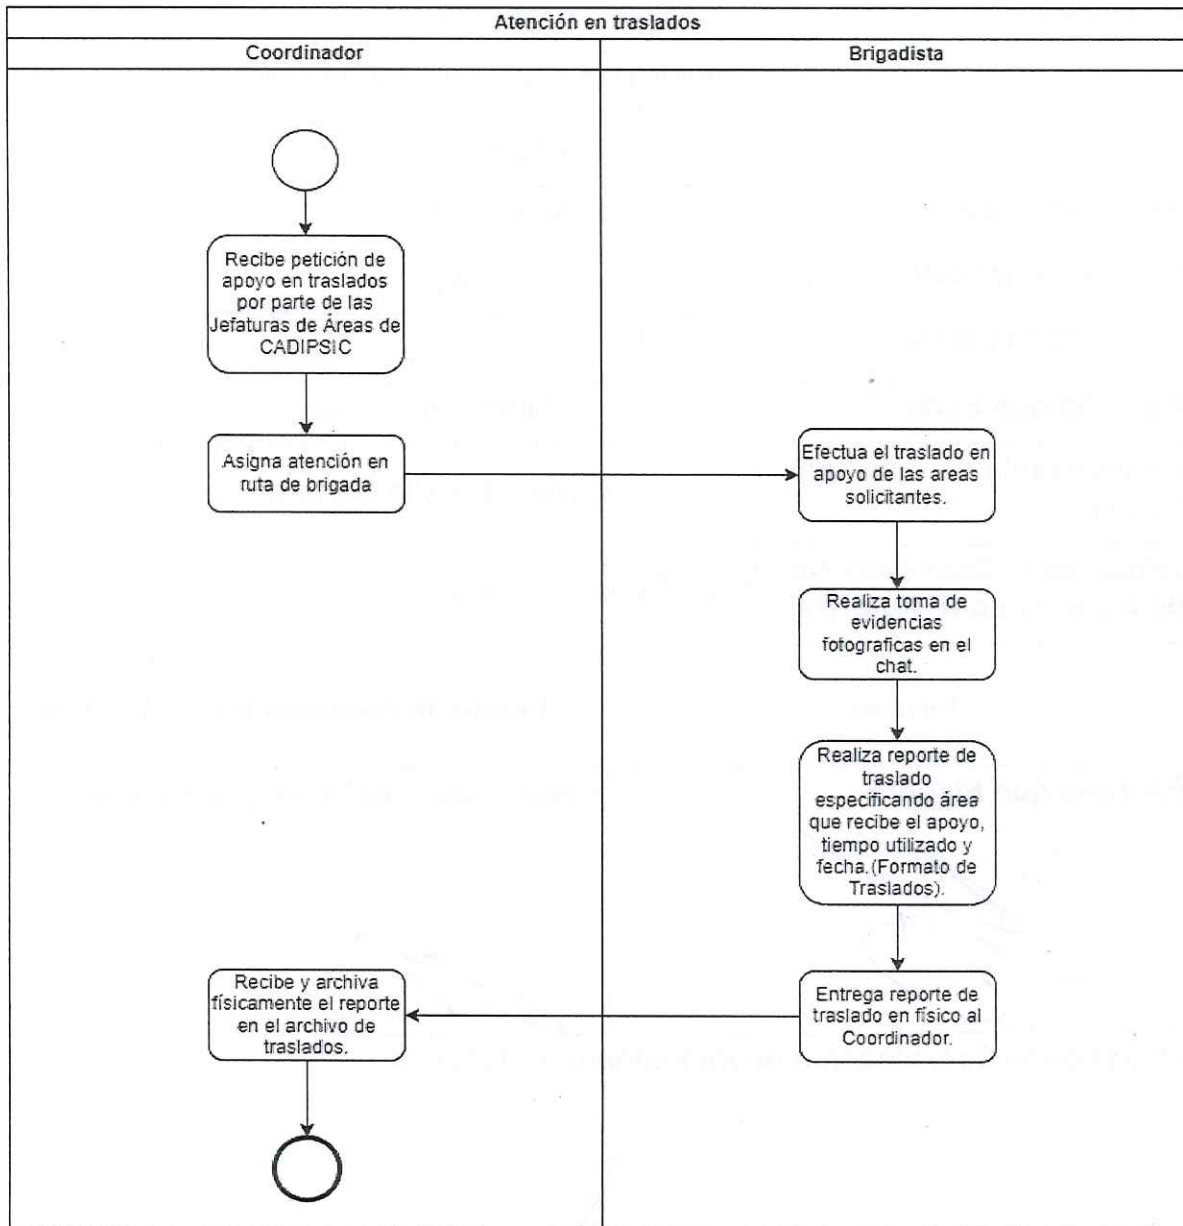 Atención en traslados
Coordinador
Brigadista
Recibe petición de
apoyo en traslados
por parte de las
Jefaturas de Áreas de
CADIPSIC
Asigna atención en
ruta de brigada
Efectua el traslado en
apoyo de las areas
solicitantes.
Realiza toma de
evidencias
fotograficas en el
chat.
Realiza reporte de
traslado
especificando área
que recibe el apoyo,
tiempo utilizado y
fecha.(Formato de
Traslados).
Entrega reporte de
traslado en físico al
Coordinador.
Recibe y archiva
físicamente el reporte
en el archivo de
traslados.